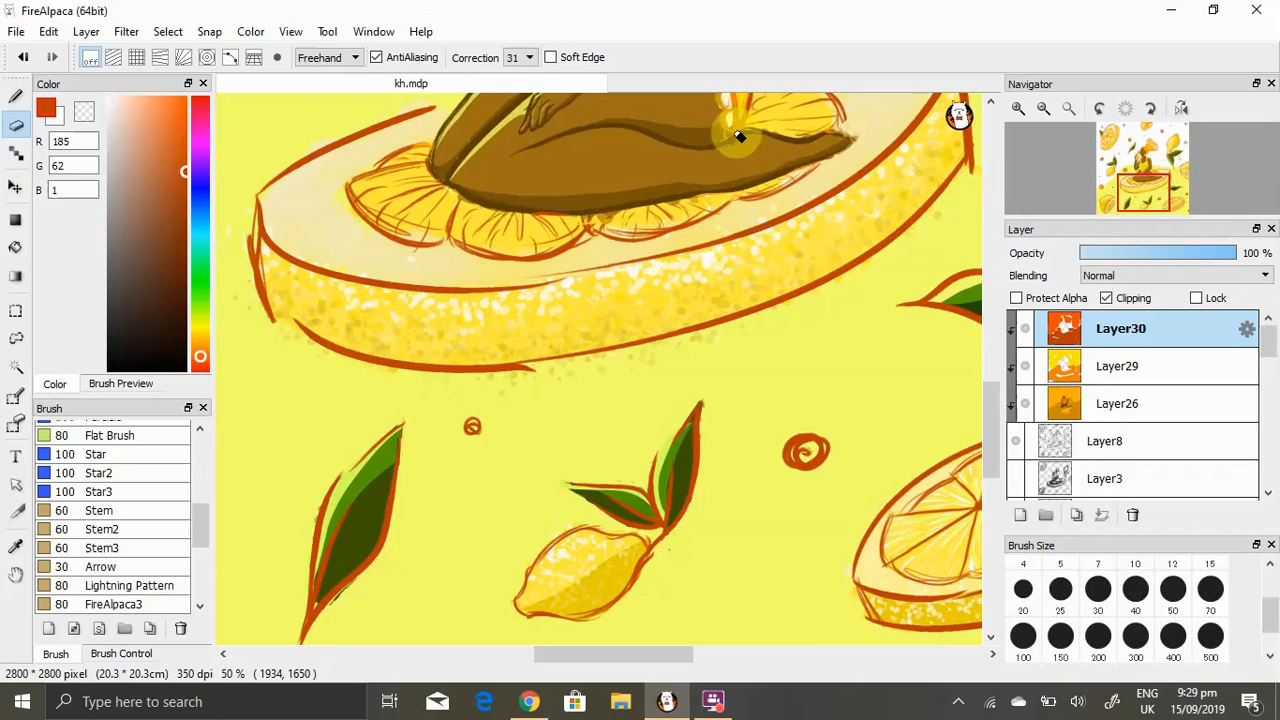 FireAlpaca (64bit)
File Edit Layer Filter Select Snap Color View Tool Window Help
off Freehand AntiAliasing Correction 31 Soft Edge
Color kh.mdp Navigator
R 185
G 62
B 1
Layer
Opacity 100 %
Blending Normal
Protect Alpha Clipping Lock
Layer30
Layer29
Layer26
Layer8
Layer3
Color Brush Preview
Brush
80 Flat Brush
100 Star
100 Star2
100 Star3
60 Stem
60 Stem2
60 Stem3
30 Arrow
80 Lightning Pattern
80 FireAlpaca3
Brush Size
4 5 7 10 12 15
20 25 30 40 50 70
100 150 200 300 400 500
Brush Brush Control
2800 * 2800 pixel (20.3 * 20.3cm) 350 dpi 50 % ( 1934, 1650 )
Type here to search
ENG
UK
9:29 pm
15/09/2019
5